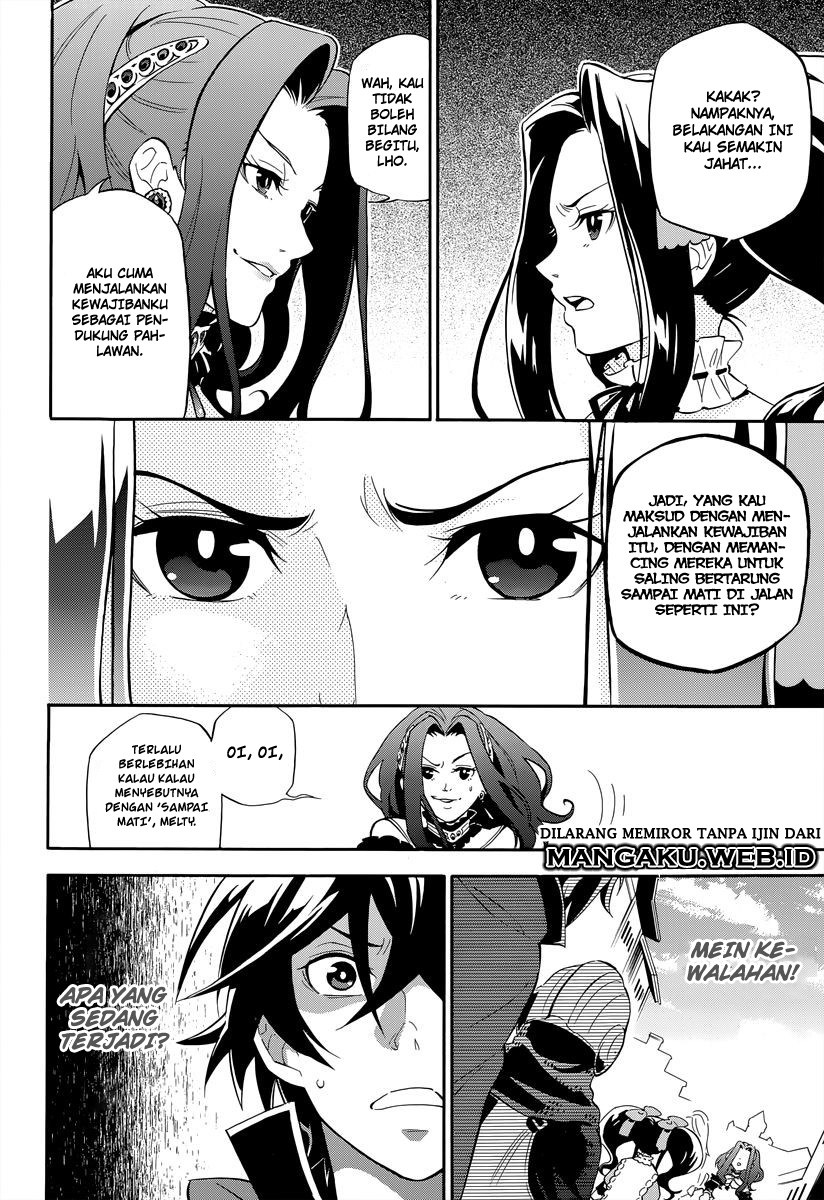 KAKAK?
NAMPAKNYA,
BELAKANGAN INI
KAU SEMAKIN
JAHAT...
WAH, KAU
TIDAK
BOLEH
BILANG
BEGITU,
LHO.
AKU CUMA
MENJALANKAN
KEWAJIBANKU
SEBAGAI PEN-
DUKUNG PAH-
LAWAN.
JADI, YANG KAU
MAKSUD DENGAN MEN-
JALANKAN KEWAJIBAN
ITU, DENGAN MEMAN-
CING MEREKA UNTUK
SALING BERTARUNG
SAMPAI MATI DI JALAN
SEPERTI INI?
OI, OI,
TERLALU
BERLEBIHAN
KALAU KALAU
MENYEBUTNYA
DENGAN 'SAMPAI
MATI', MELTY.
DILARANG MEMIROR TANPA IJIN DARI
MANGAKU.WEB.ID
MEIN KE-
WALAHAN!
APA YANG
SEDANG
TERJADI?